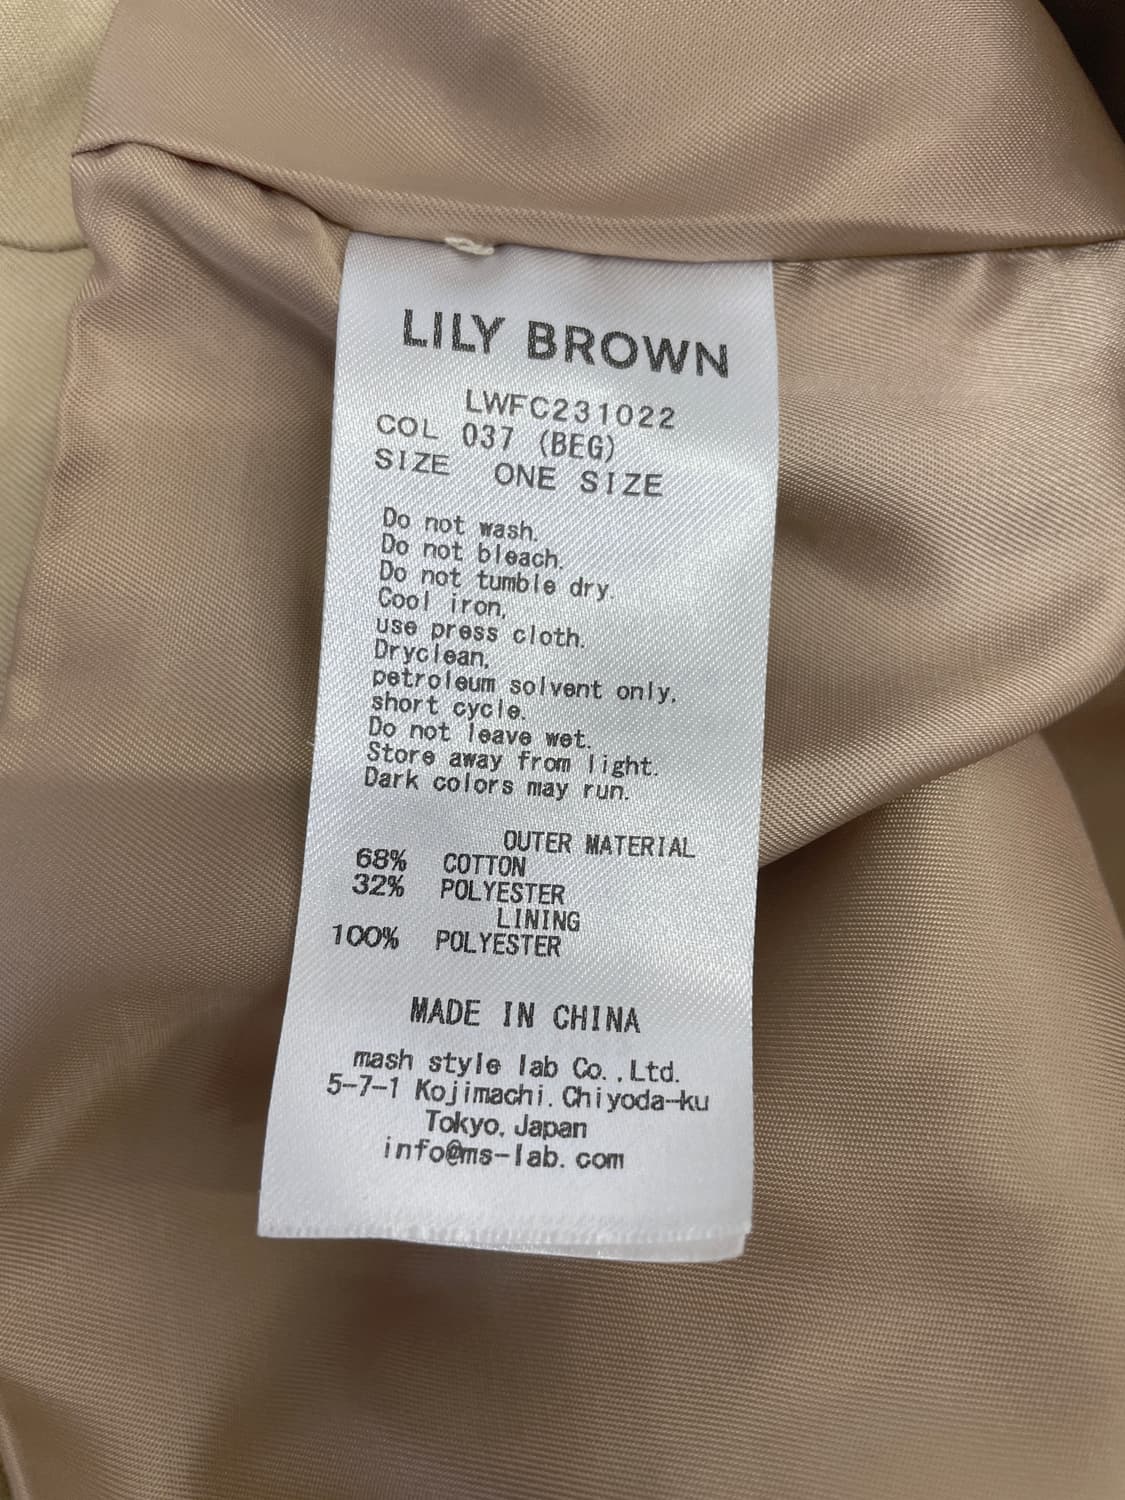 LILY BROWN
LWFC231022
COL 037 (BEG)
SIZE ONE SIZE
Do not wash.
Do not bleach.
Do not tumble dry.
Cool iron,
use press cloth.
Dryclean,
petroleum solvent only,
short cycle.
Do not leave wet.
Store away from light.
Dark colors may run.
OUTER MATERIAL
68% COTTON
32% POLYESTER
LINING
100% POLYESTER
MADE IN CHINA
mash style lab Co.,Ltd.
5-7-1 Kojimachi, Chiyoda-ku
Tokyo, Japan
info@ms-lab.com